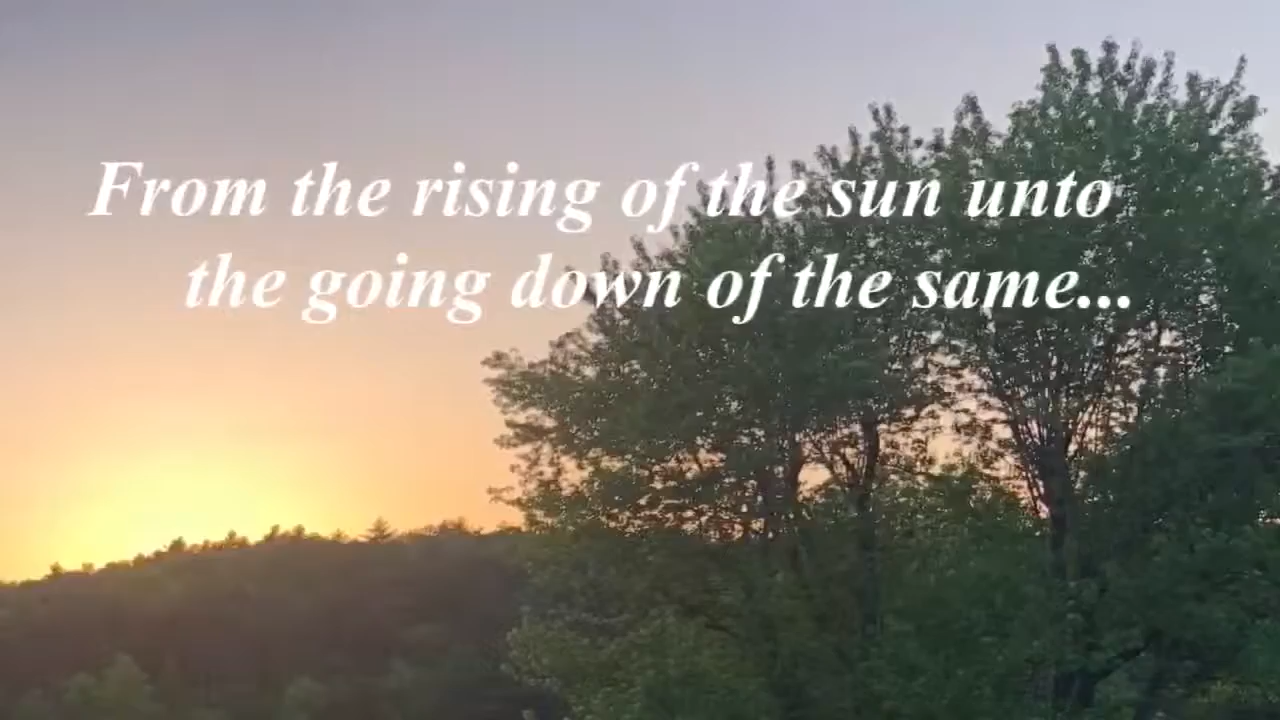 From the rising of the sun unto
the going down of the same...